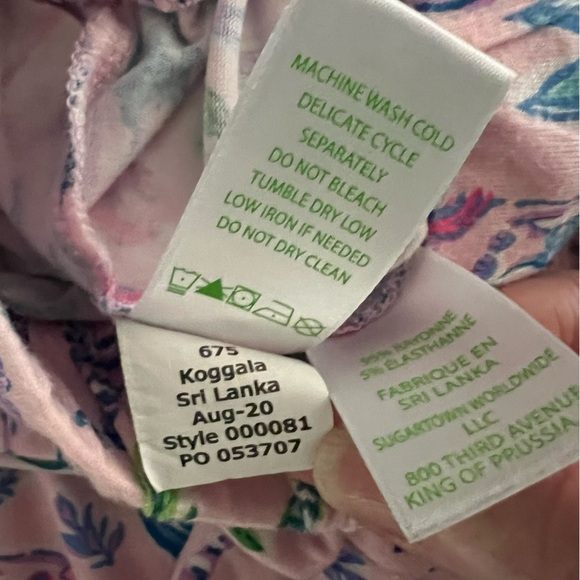 MACHINE WASH COLD
DELICATE CYCLE
SEPARATELY
DO NOT BLEACH
TUMBLE DRY LOW
LOW IRON IF NEEDED
DO NOT DRY CLEAN
675
Koggala
Sri Lanka
Aug-20
Style 000081
PO 053707
RAYONNE
5% ELASTHANNE
FABRIQUE EN
SRI LANKA
SUGARTOWN WORLDWIDE
LLC
800 THIRD AVENUE
KING OF PRUSSIA